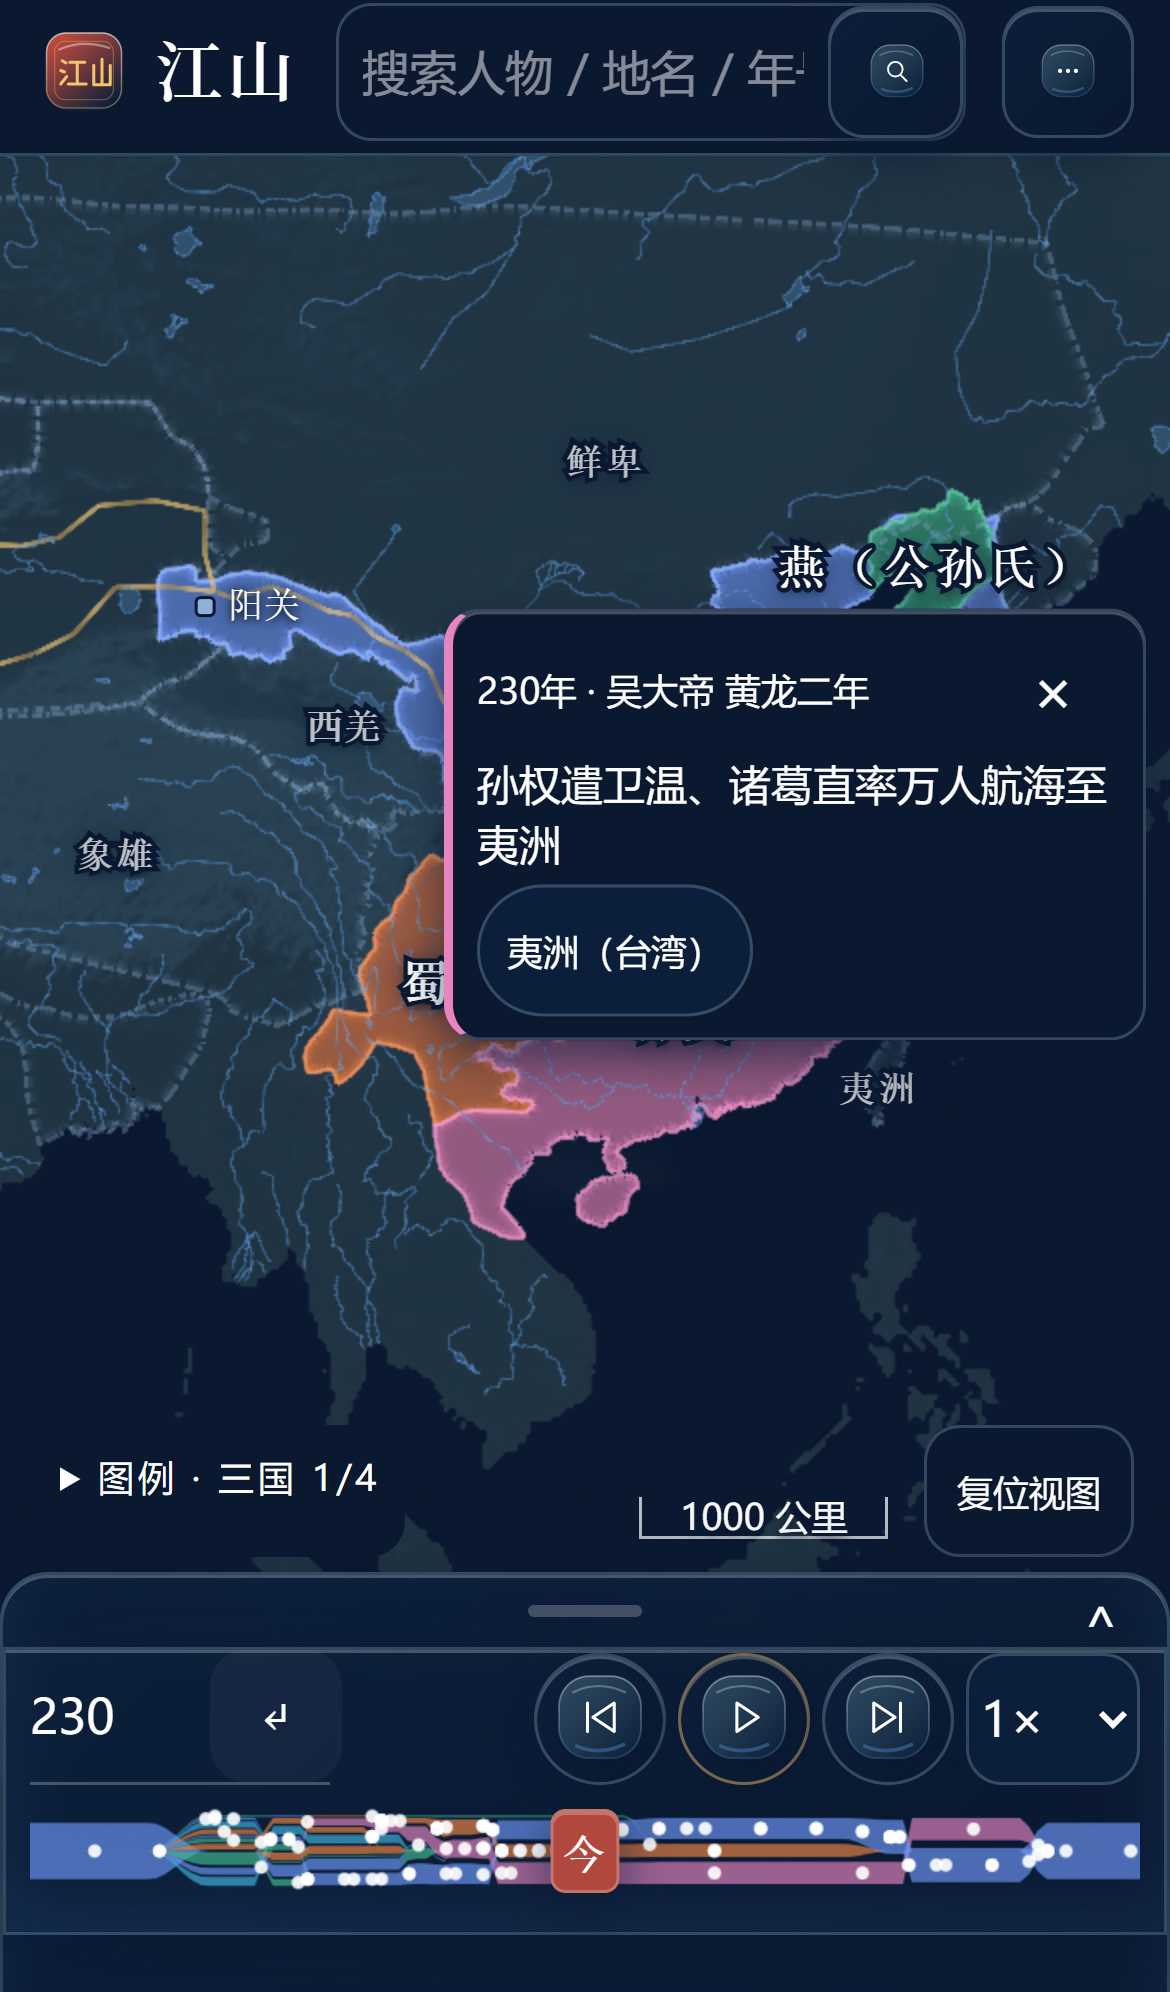 江山
江山
搜索人物 / 地名 / 年
鲜卑
燕（公孙氏）
阳关
西羌
象雄
230年 · 吴大帝 黄龙二年
×
孙权遣卫温、诸葛直率万人航海至
夷洲
夷洲（台湾）
蜀
夷洲
▶ 图例 · 三国 1/4
1000 公里
复位视图
230
1×
今